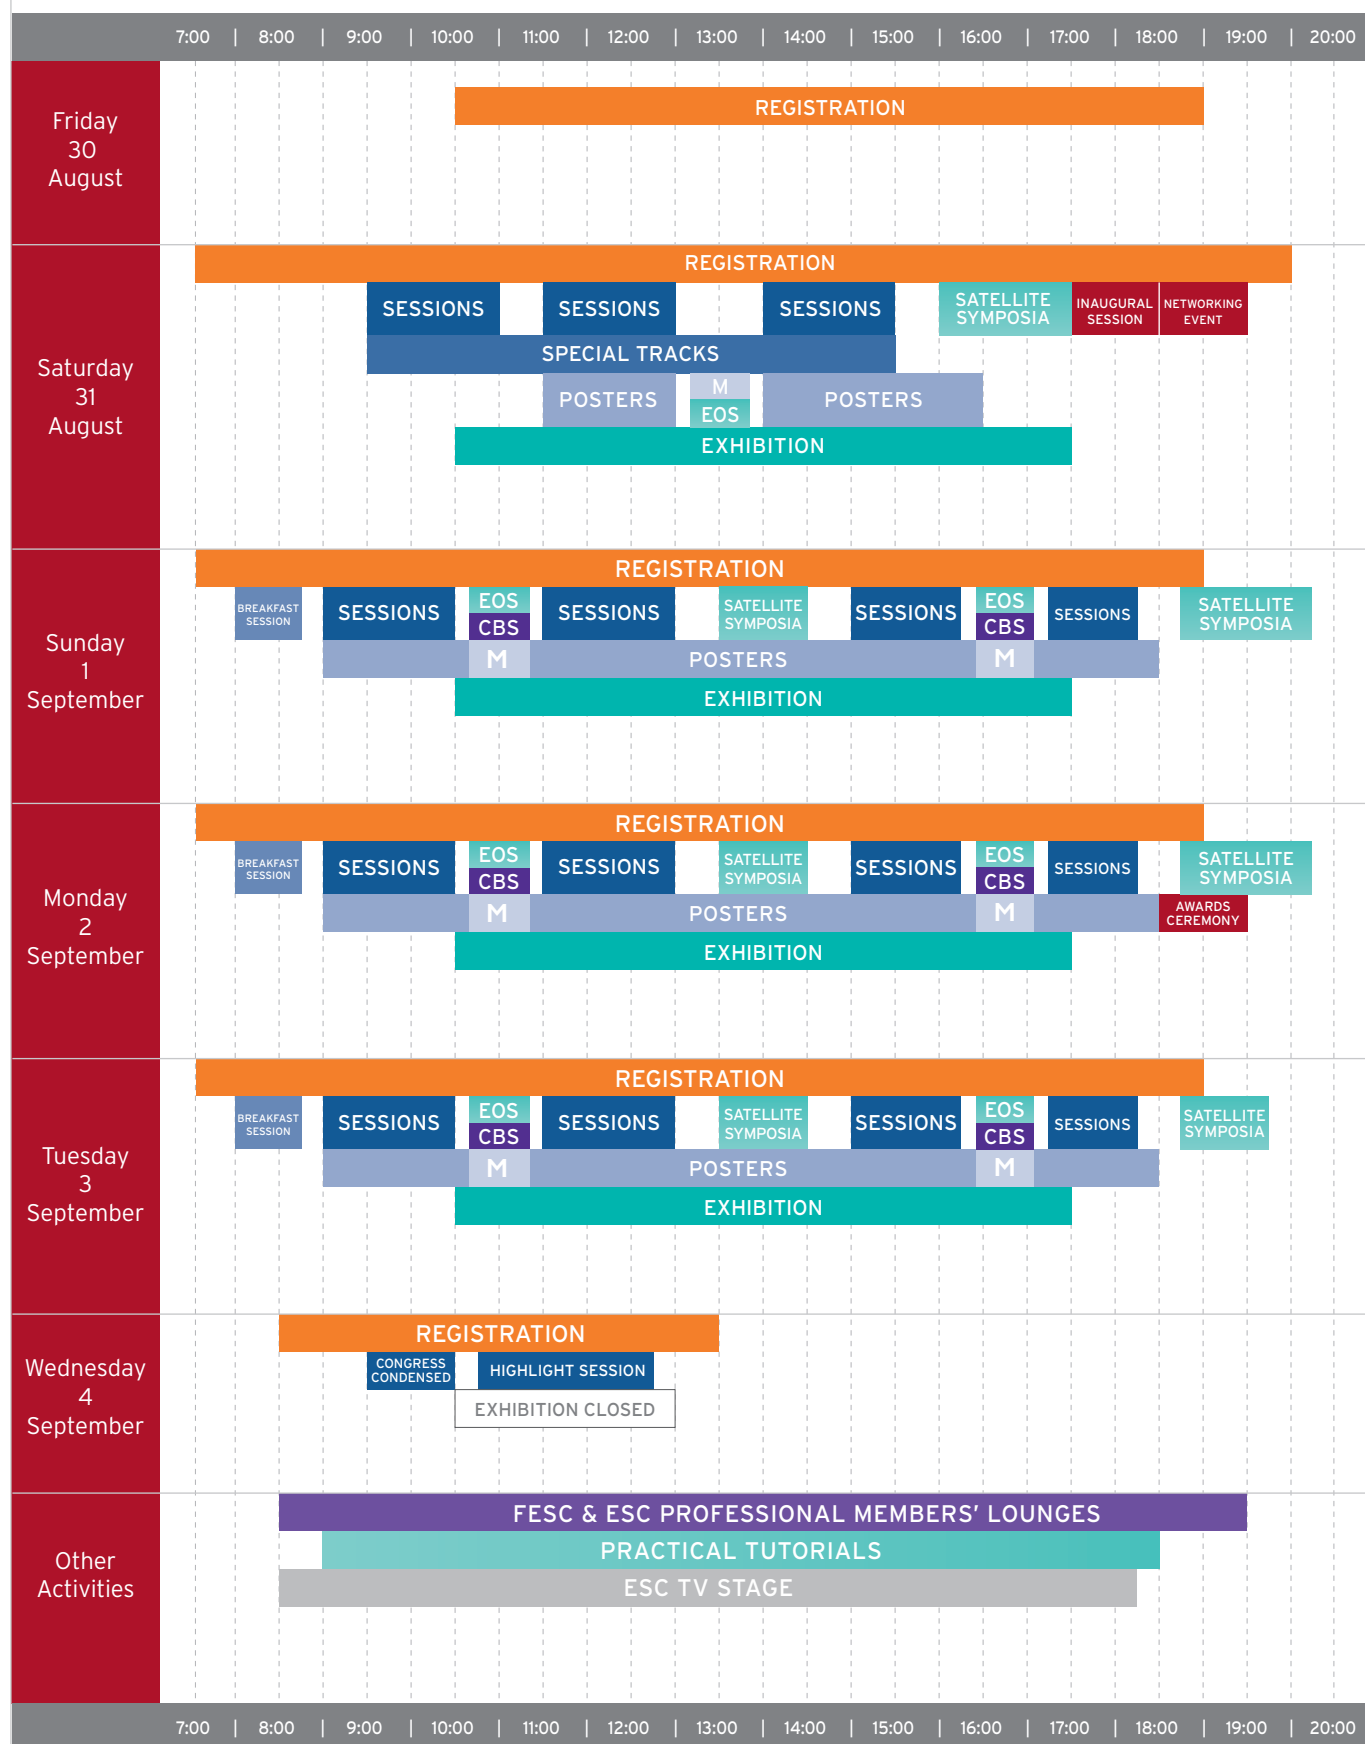 7:00 | 8:00 | 9:00 | 10:00 | 11:00 | 12:00 | 13:00 | 14:00 | 15:00 | 16:00 | 17:00 | 18:00 | 19:00 | 20:00
Friday
30
August
REGISTRATION
Saturday
31
August
REGISTRATION
SESSIONS
SESSIONS
SESSIONS
SATELLITE
SYMPOSIA
INAUGURAL
SESSION
NETWORKING
EVENT
SPECIAL TRACKS
POSTERS
M
EOS
POSTERS
EXHIBITION
Sunday
1
September
REGISTRATION
BREAKFAST
SESSION
SESSIONS
EOS
CBS
SESSIONS
SATELLITE
SYMPOSIA
SESSIONS
EOS
CBS
SESSIONS
SATELLITE
SYMPOSIA
M
POSTERS
M
EXHIBITION
Monday
2
September
REGISTRATION
BREAKFAST
SESSION
SESSIONS
EOS
CBS
SESSIONS
SATELLITE
SYMPOSIA
SESSIONS
EOS
CBS
SESSIONS
SATELLITE
SYMPOSIA
M
POSTERS
M
AWARDS
CEREMONY
EXHIBITION
Tuesday
3
September
REGISTRATION
BREAKFAST
SESSION
SESSIONS
EOS
CBS
SESSIONS
SATELLITE
SYMPOSIA
SESSIONS
EOS
CBS
SESSIONS
SATELLITE
SYMPOSIA
M
POSTERS
M
EXHIBITION
Wednesday
4
September
REGISTRATION
CONGRESS
CONDENSED
HIGHLIGHT SESSION
EXHIBITION CLOSED
Other
Activities
FESC & ESC PROFESSIONAL MEMBERS’ LOUNGES
PRACTICAL TUTORIALS
ESC TV STAGE
7:00 | 8:00 | 9:00 | 10:00 | 11:00 | 12:00 | 13:00 | 14:00 | 15:00 | 16:00 | 17:00 | 18:00 | 19:00 | 20:00